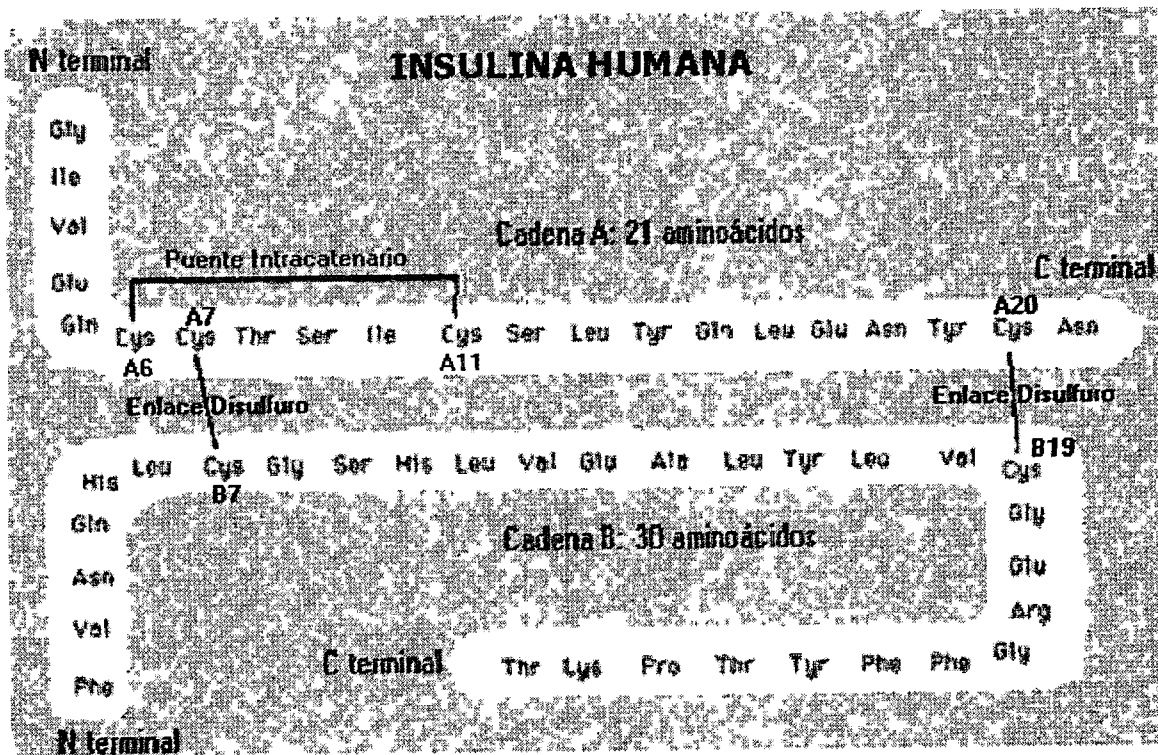 N terminal
INSULINA HUMANA
Gly
Ile
Val
Glu
Gln
Cadena A: 21 aminoácidos
Puente Intracatenario
C terminal
A7
A20
Cys Cys Thr Ser Ile Cys Ser Leu Tyr Gln Leu Glu Asn Tyr Cys Asn
A6
A11
Enlace Disulfuro
Enlace Disulfuro
His Leu Cys Gly Ser His Leu Val Glu Ala Leu Tyr Leu Val Cys
B7
B19
Gln
Asn
Val
Phe
N terminal
Cadena B: 30 aminoácidos
Gly
Glu
Arg
Gly
C terminal
Thr Lys Pro Thr Tyr Phe Phe